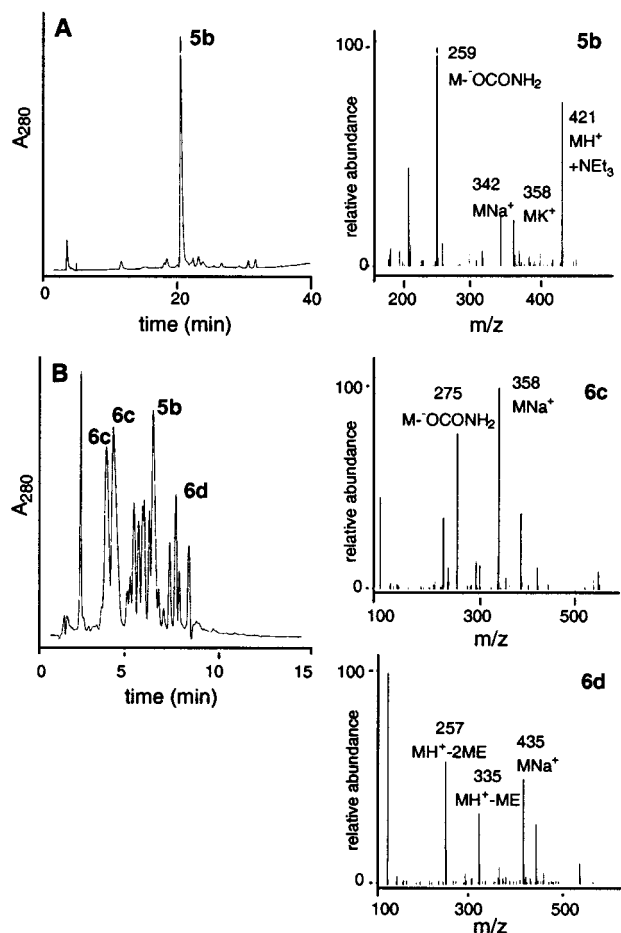 A
5b
A280
0
20
40
time (min)
5b
relative abundance
100
0
259
M-⁻OCONH2
342
MNa+
358
MK+
421
MH+
+NEt3
200
300
400
m/z
B
6c
6c
5b
6d
A280
0
5
10
15
time (min)
6c
relative abundance
100
0
275
M-⁻OCONH2
358
MNa+
100
300
500
m/z
6d
relative abundance
100
0
257
MH+-2ME
335
MH+-ME
435
MNa+
100
300
500
m/z